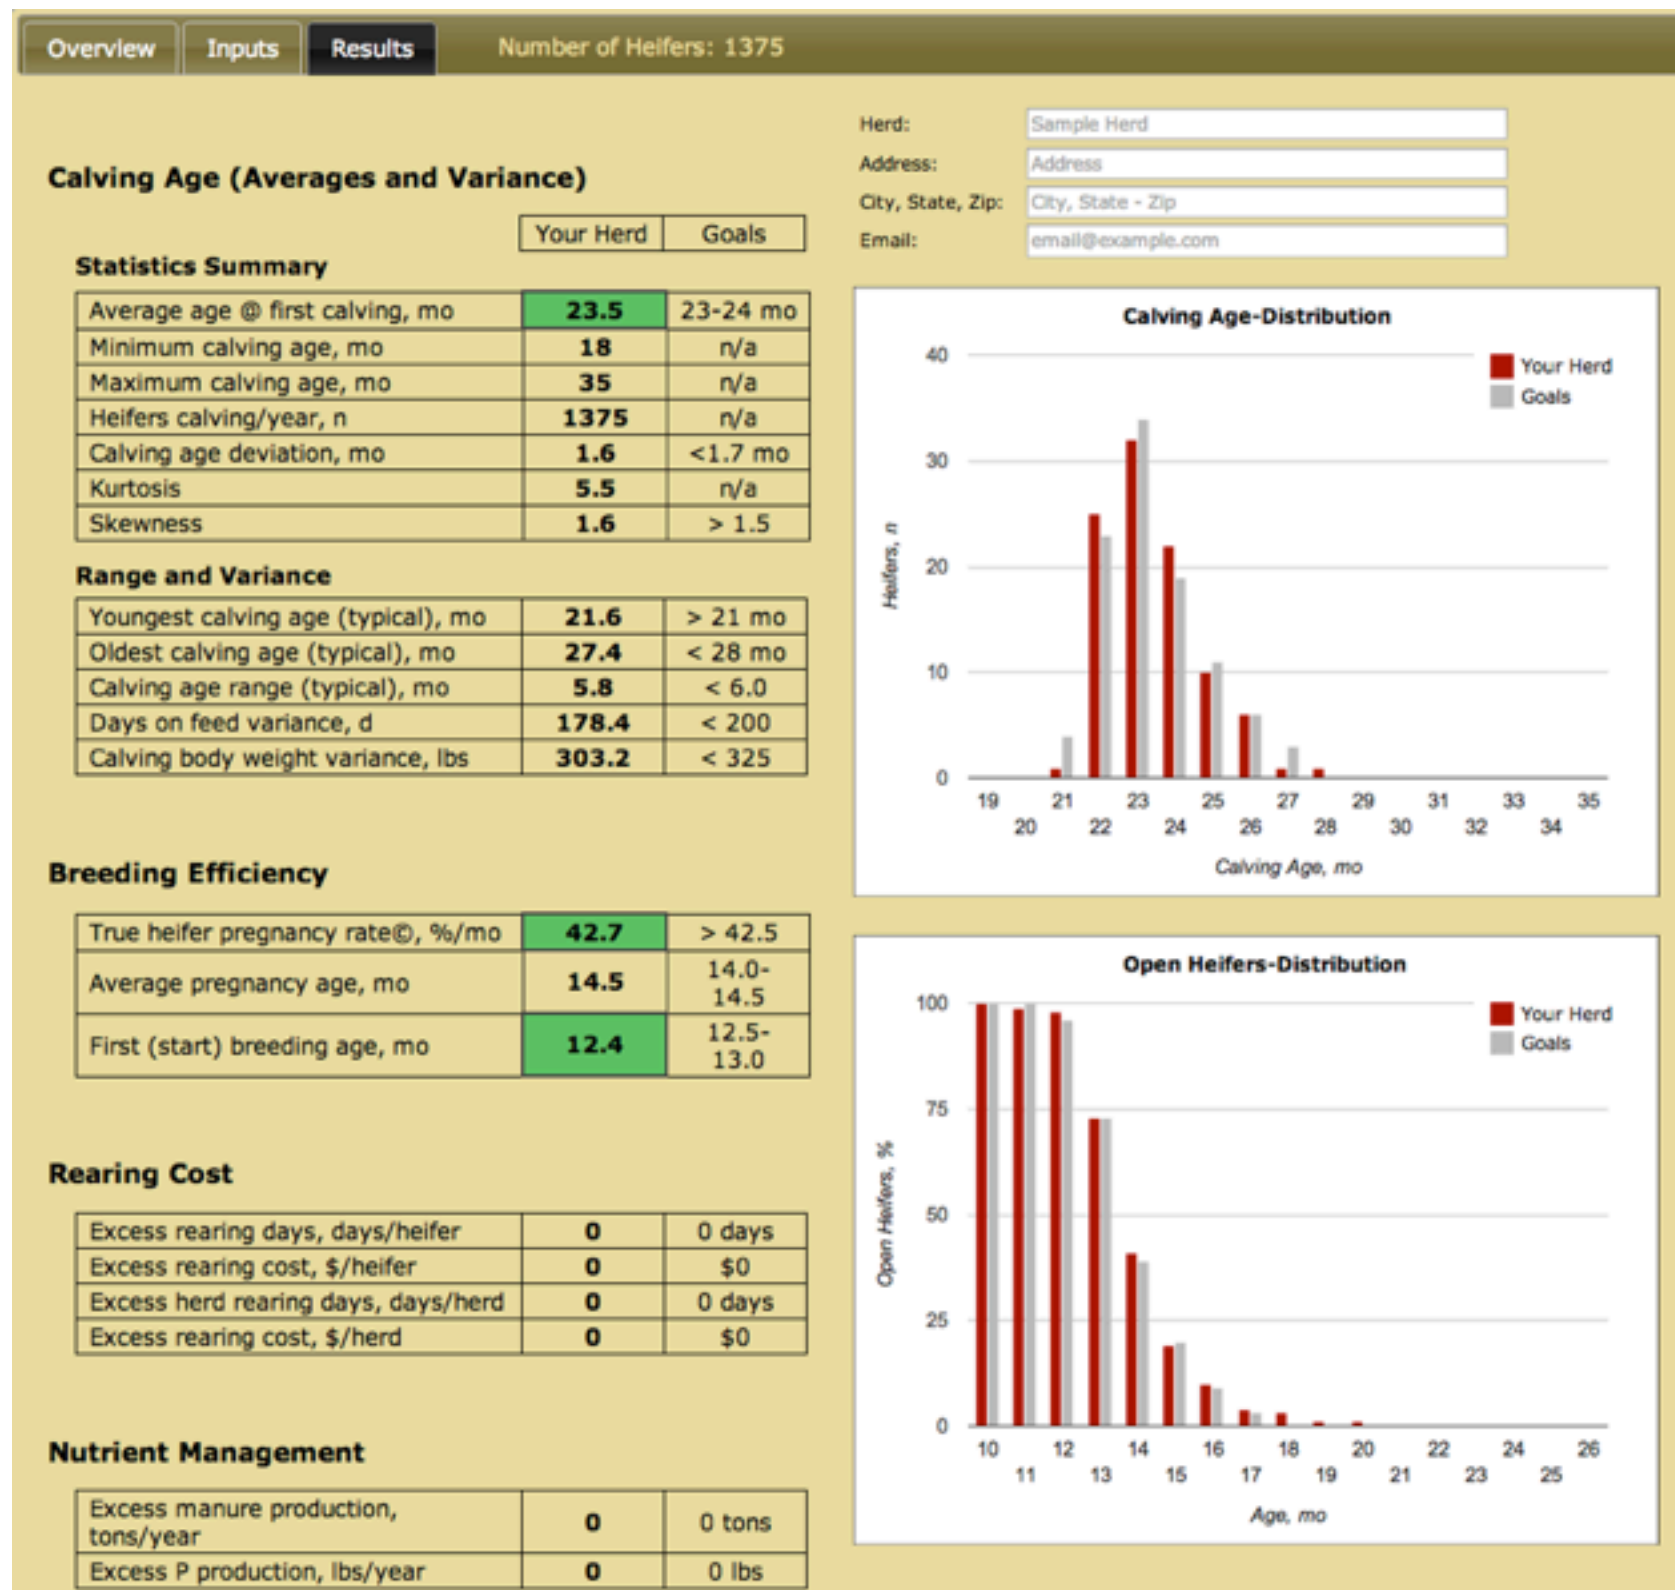 Overview Inputs Results Number of Heifers: 1375
Herd: Sample Herd
Address: Address
City, State, Zip: City, State - Zip
Email: email@example.com
Calving Age (Averages and Variance)
Your Herd Goals
Statistics Summary
Average age @ first calving, mo 23.5 23-24 mo
Minimum calving age, mo 18 n/a
Maximum calving age, mo 35 n/a
Heifers calving/year, n 1375 n/a
Calving age deviation, mo 1.6 <1.7 mo
Kurtosis 5.5 n/a
Skewness 1.6 > 1.5
Range and Variance
Youngest calving age (typical), mo 21.6 > 21 mo
Oldest calving age (typical), mo 27.4 < 28 mo
Calving age range (typical), mo 5.8 < 6.0
Days on feed variance, d 178.4 < 200
Calving body weight variance, lbs 303.2 < 325
Breeding Efficiency
True heifer pregnancy rate©, %/mo 42.7 > 42.5
Average pregnancy age, mo 14.5 14.0-
14.5
First (start) breeding age, mo 12.4 12.5-
13.0
Rearing Cost
Excess rearing days, days/heifer 0 0 days
Excess rearing cost, $/heifer 0 $0
Excess herd rearing days, days/herd 0 0 days
Excess rearing cost, $/herd 0 $0
Nutrient Management
Excess manure production,
tons/year 0 0 tons
Excess P production, lbs/year 0 0 lbs
Calving Age-Distribution
Your Herd
Goals
40
30
20
10
0
Heifers, n
19 21 23 25 27 29 31 33 35
20 22 24 26 28 30 32 34
Calving Age, mo
Open Heifers-Distribution
Your Herd
Goals
100
75
50
25
0
Open Heifers, %
10 12 14 16 18 20 22 24 26
11 13 15 17 19 21 23 25
Age, mo